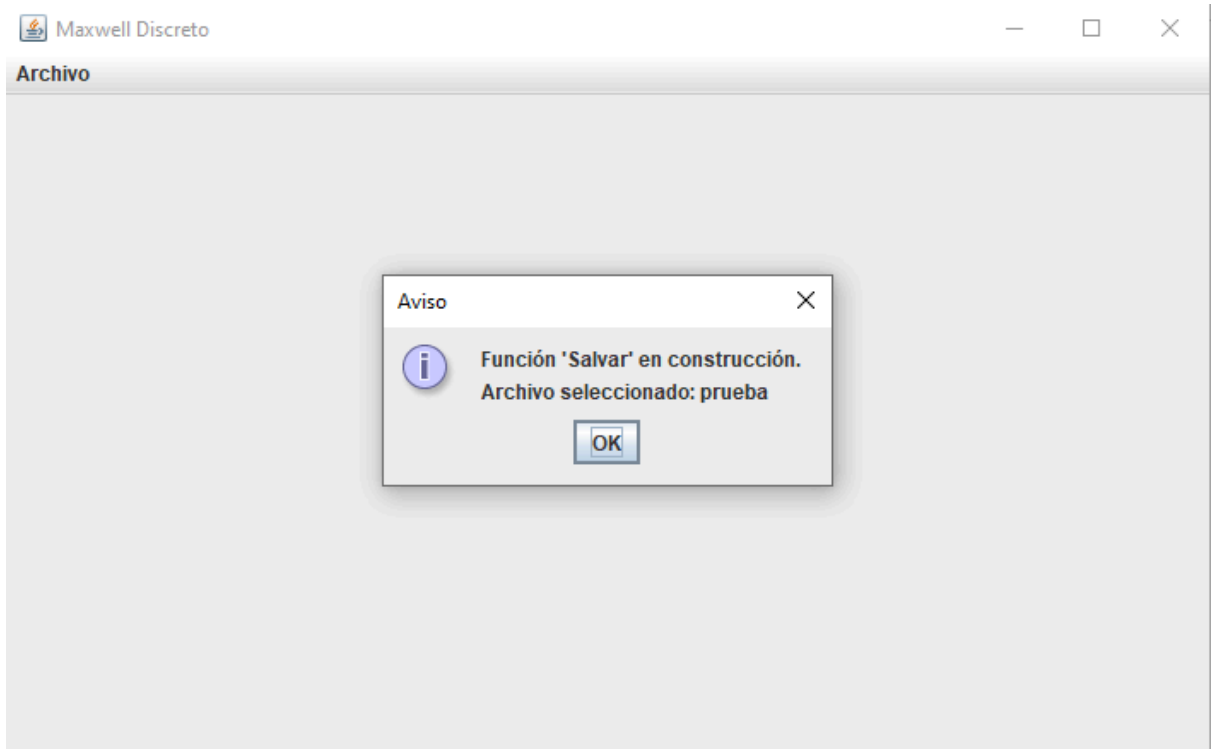 Maxwell Discreto
Archivo
Aviso
Función 'Salvar' en construcción.
Archivo seleccionado: prueba
OK